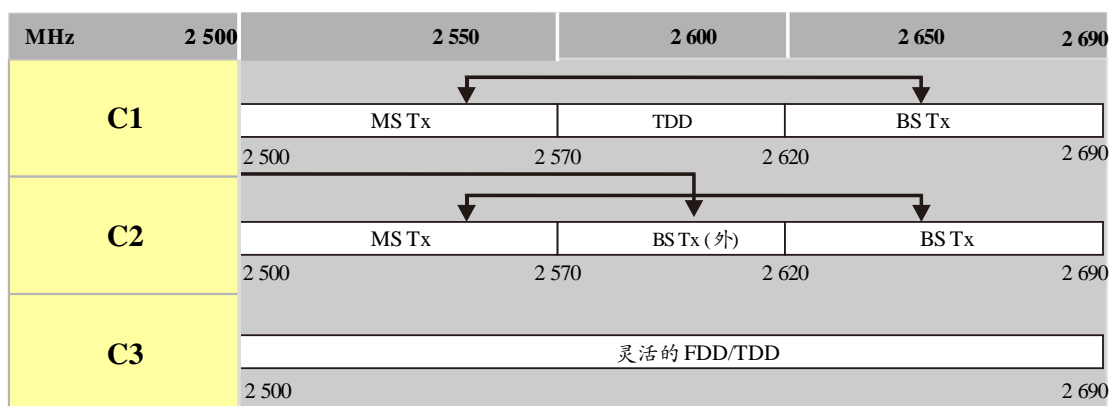 MHz 2 500 2 550 2 600 2 650 2 690
C1
MS Tx TDD BS Tx
2 500 2 570 2 620 2 690
C2
MS Tx BS Tx (外) BS Tx
2 500 2 570 2 620 2 690
C3
灵活的 FDD/TDD
2 500 2 690